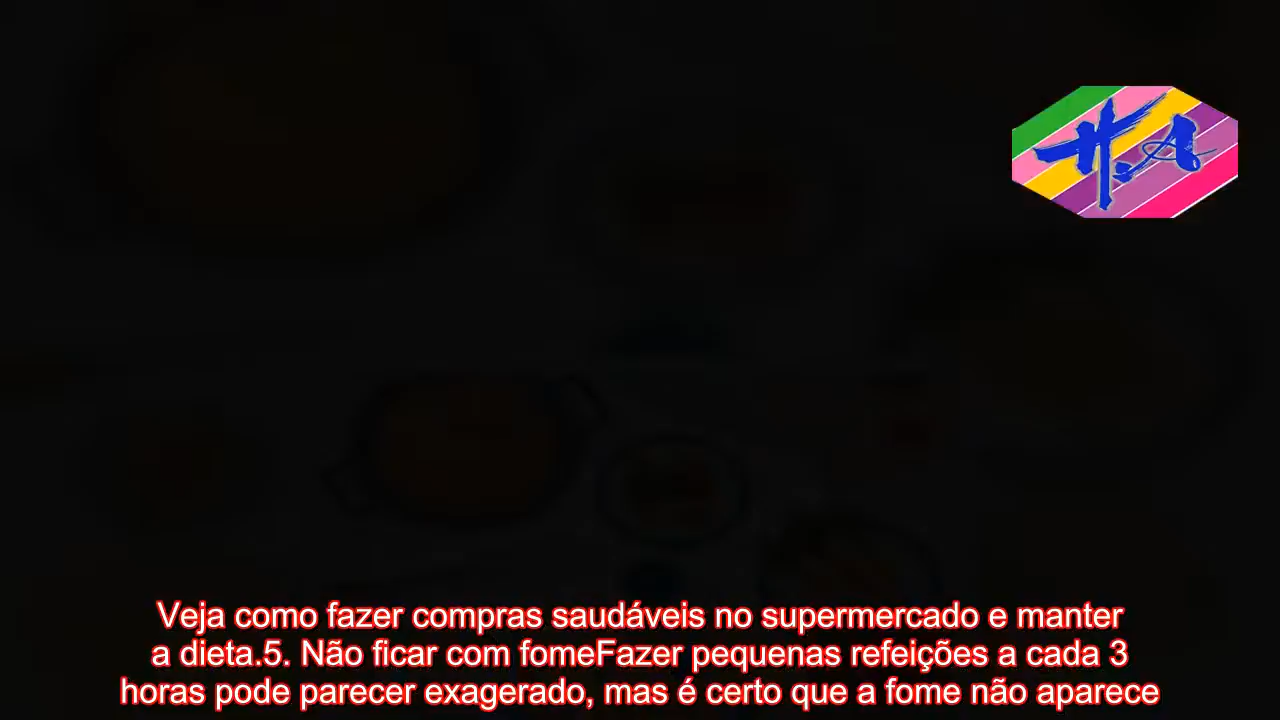 H.A
Veja como fazer compras saudáveis no supermercado e manter
a dieta.5. Não ficar com fomeFazer pequenas refeições a cada 3
horas pode parecer exagerado, mas é certo que a fome não aparece